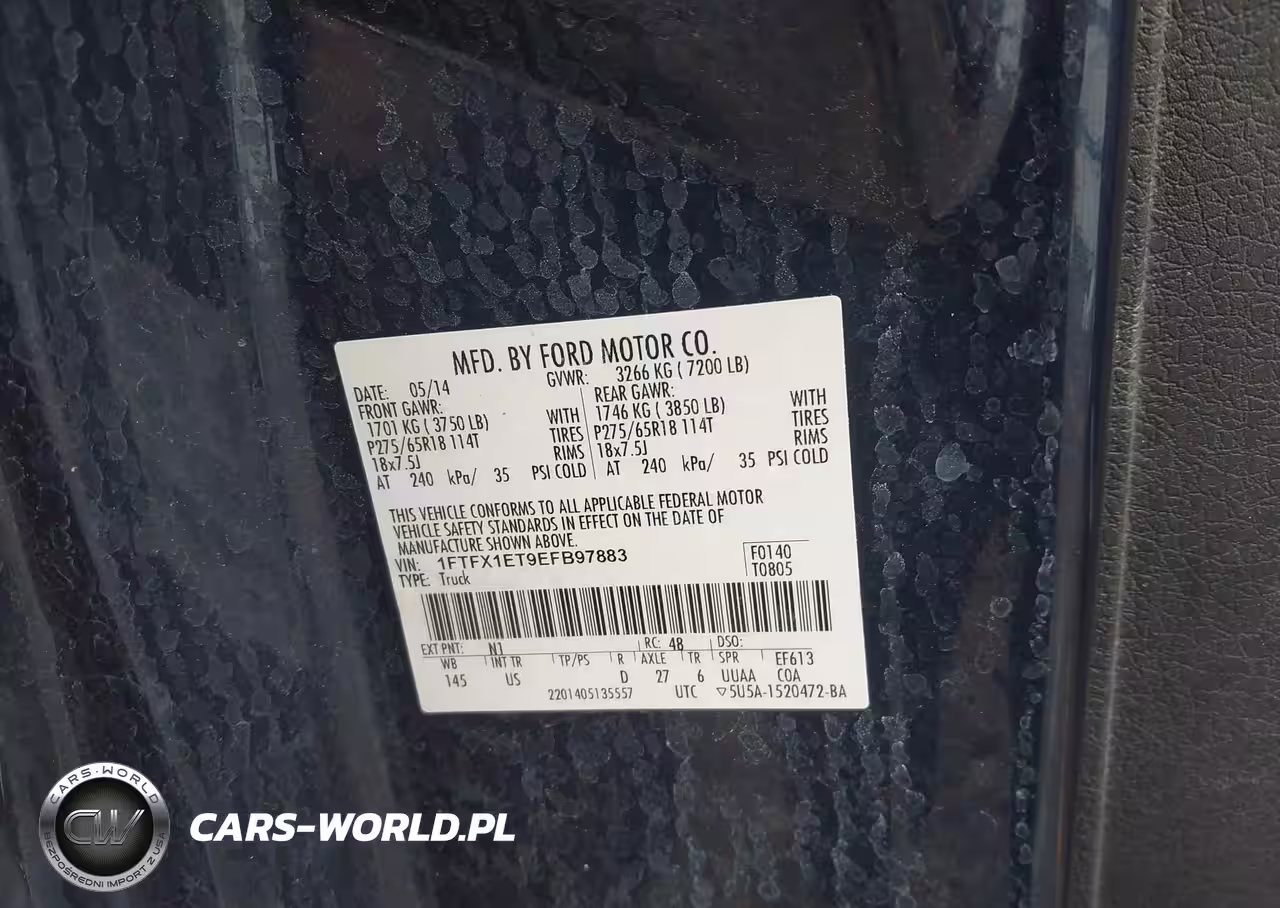 MFD. BY FORD MOTOR CO.
DATE: 05/14 GVWR: 3266 KG ( 7200 LB)
FRONT GAWR: REAR GAWR:
1701 KG ( 3750 LB) WITH 1746 KG ( 3850 LB) WITH
P275/65R18 114T TIRES P275/65R18 114T TIRES
18x7.5J RIMS 18x7.5J RIMS
AT 240 kPa/ 35 PSI COLD AT 240 kPa/ 35 PSI COLD
THIS VEHICLE CONFORMS TO ALL APPLICABLE FEDERAL MOTOR
VEHICLE SAFETY STANDARDS IN EFFECT ON THE DATE OF
MANUFACTURE SHOWN ABOVE.
VIN: 1FTFX1ET9EFB97883 F0140
TYPE: Truck T0805
EXT PNT: N1 RC: 48 DSO:
WB INT TR TP/PS R AXLE TR SPR EF613
145 US D 27 6 UUAA COA
2201405135557 UTC ▽5U5A-1520472-BA
CARS-WORLD
CW
BEZPOŚREDNI IMPORT Z USA
CARS-WORLD.PL